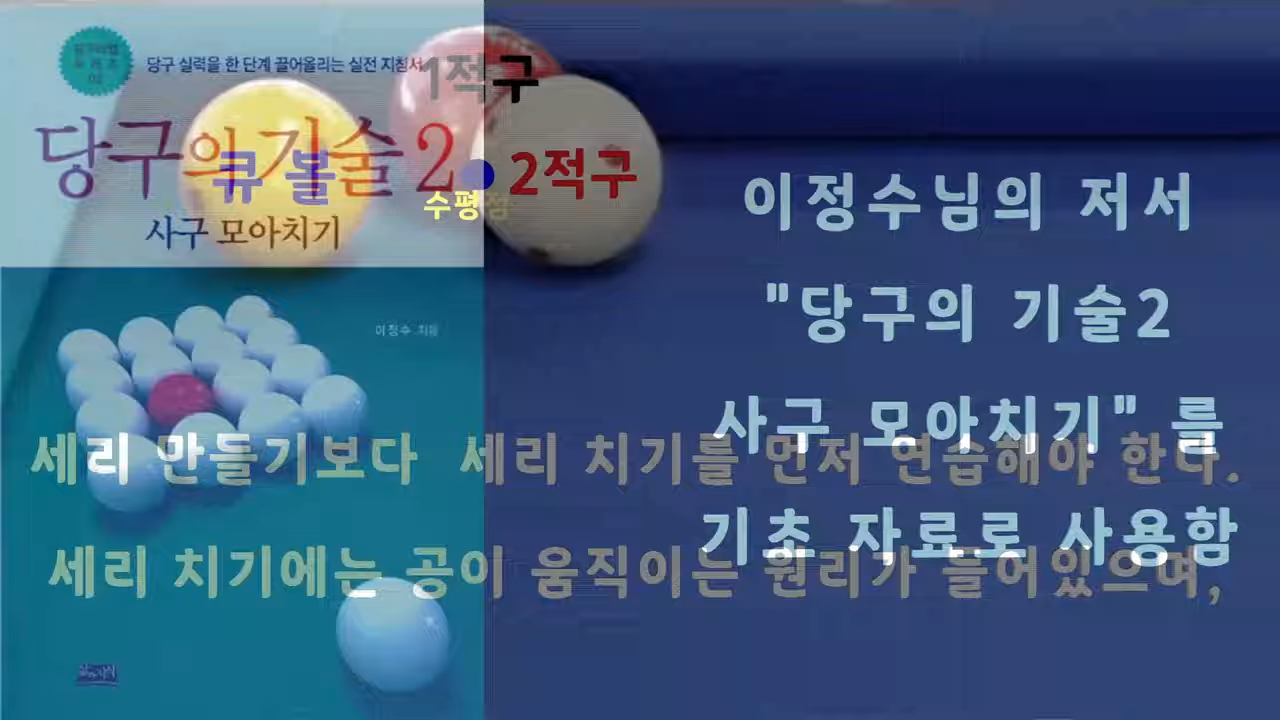 당구 실력을 한 단계 끌어올리는 실전 지침서
1적구
당구의 기술 2
큐 볼
2적구
수평점
사구 모아치기
이정수 지음
이정수님의 저서
"당구의 기술2
사구 모아치기" 를
기초 자료로 사용함
세리 만들기보다 세리 치기를 먼저 연습해야 한다.
세리 치기에는 공이 움직이는 원리가 들어있으며,